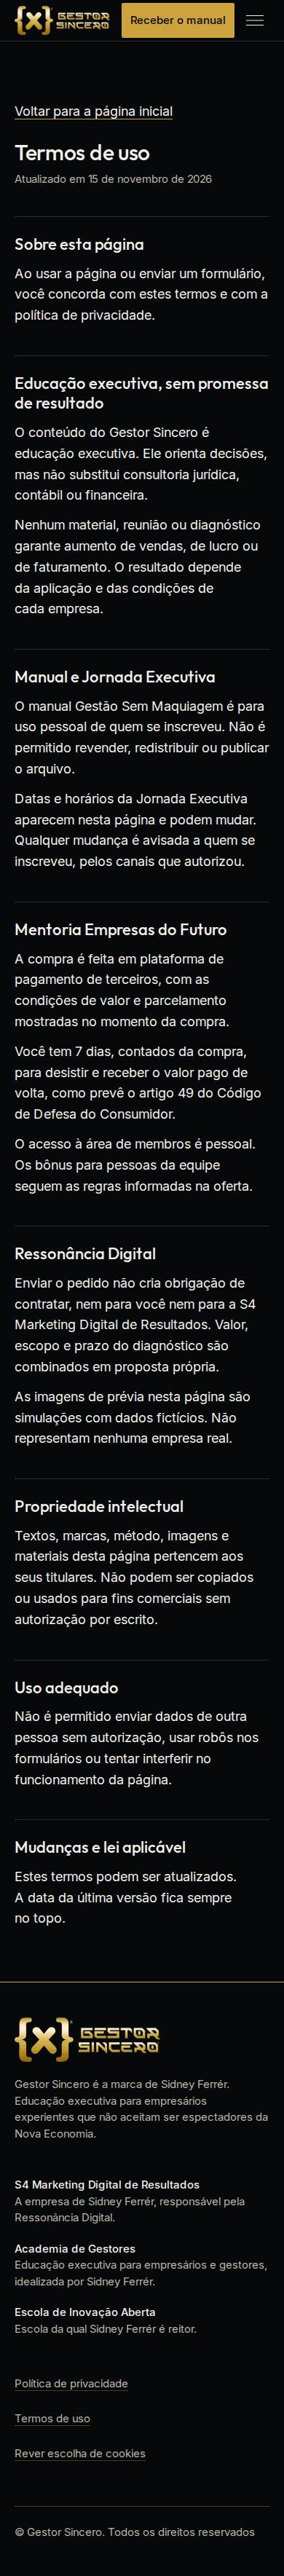 GESTOR
SINCERO
Receber o manual
Voltar para a página inicial
Termos de uso
Atualizado em 15 de novembro de 2026
Sobre esta página
Ao usar a página ou enviar um formulário,
você concorda com estes termos e com a
política de privacidade.
Educação executiva, sem promessa
de resultado
O conteúdo do Gestor Sincero é
educação executiva. Ele orienta decisões,
mas não substitui consultoria jurídica,
contábil ou financeira.
Nenhum material, reunião ou diagnóstico
garante aumento de vendas, de lucro ou
de faturamento. O resultado depende
da aplicação e das condições de
cada empresa.
Manual e Jornada Executiva
O manual Gestão Sem Maquiagem é para
uso pessoal de quem se inscreveu. Não é
permitido revender, redistribuir ou publicar
o arquivo.
Datas e horários da Jornada Executiva
aparecem nesta página e podem mudar.
Qualquer mudança é avisada a quem se
inscreveu, pelos canais que autorizou.
Mentoria Empresas do Futuro
A compra é feita em plataforma de
pagamento de terceiros, com as
condições de valor e parcelamento
mostradas no momento da compra.
Você tem 7 dias, contados da compra,
para desistir e receber o valor pago de
volta, como prevê o artigo 49 do Código
de Defesa do Consumidor.
O acesso à área de membros é pessoal.
Os bônus para pessoas da equipe
seguem as regras informadas na oferta.
Ressonância Digital
Enviar o pedido não cria obrigação de
contratar, nem para você nem para a S4
Marketing Digital de Resultados. Valor,
escopo e prazo do diagnóstico são
combinados em proposta própria.
As imagens de prévia nesta página são
simulações com dados fictícios. Não
representam nenhuma empresa real.
Propriedade intelectual
Textos, marcas, método, imagens e
materiais desta página pertencem aos
seus titulares. Não podem ser copiados
ou usados para fins comerciais sem
autorização por escrito.
Uso adequado
Não é permitido enviar dados de outra
pessoa sem autorização, usar robôs nos
formulários ou tentar interferir no
funcionamento da página.
Mudanças e lei aplicável
Estes termos podem ser atualizados.
A data da última versão fica sempre
no topo.
GESTOR
SINCERO
Gestor Sincero é a marca de Sidney Ferrér.
Educação executiva para empresários
experientes que não aceitam ser espectadores da
Nova Economia.
S4 Marketing Digital de Resultados
A empresa de Sidney Ferrér, responsável pela
Ressonância Digital.
Academia de Gestores
Educação executiva para empresários e gestores,
idealizada por Sidney Ferrér.
Escola de Inovação Aberta
Escola da qual Sidney Ferrér é reitor.
Política de privacidade
Termos de uso
Rever escolha de cookies
© Gestor Sincero. Todos os direitos reservados